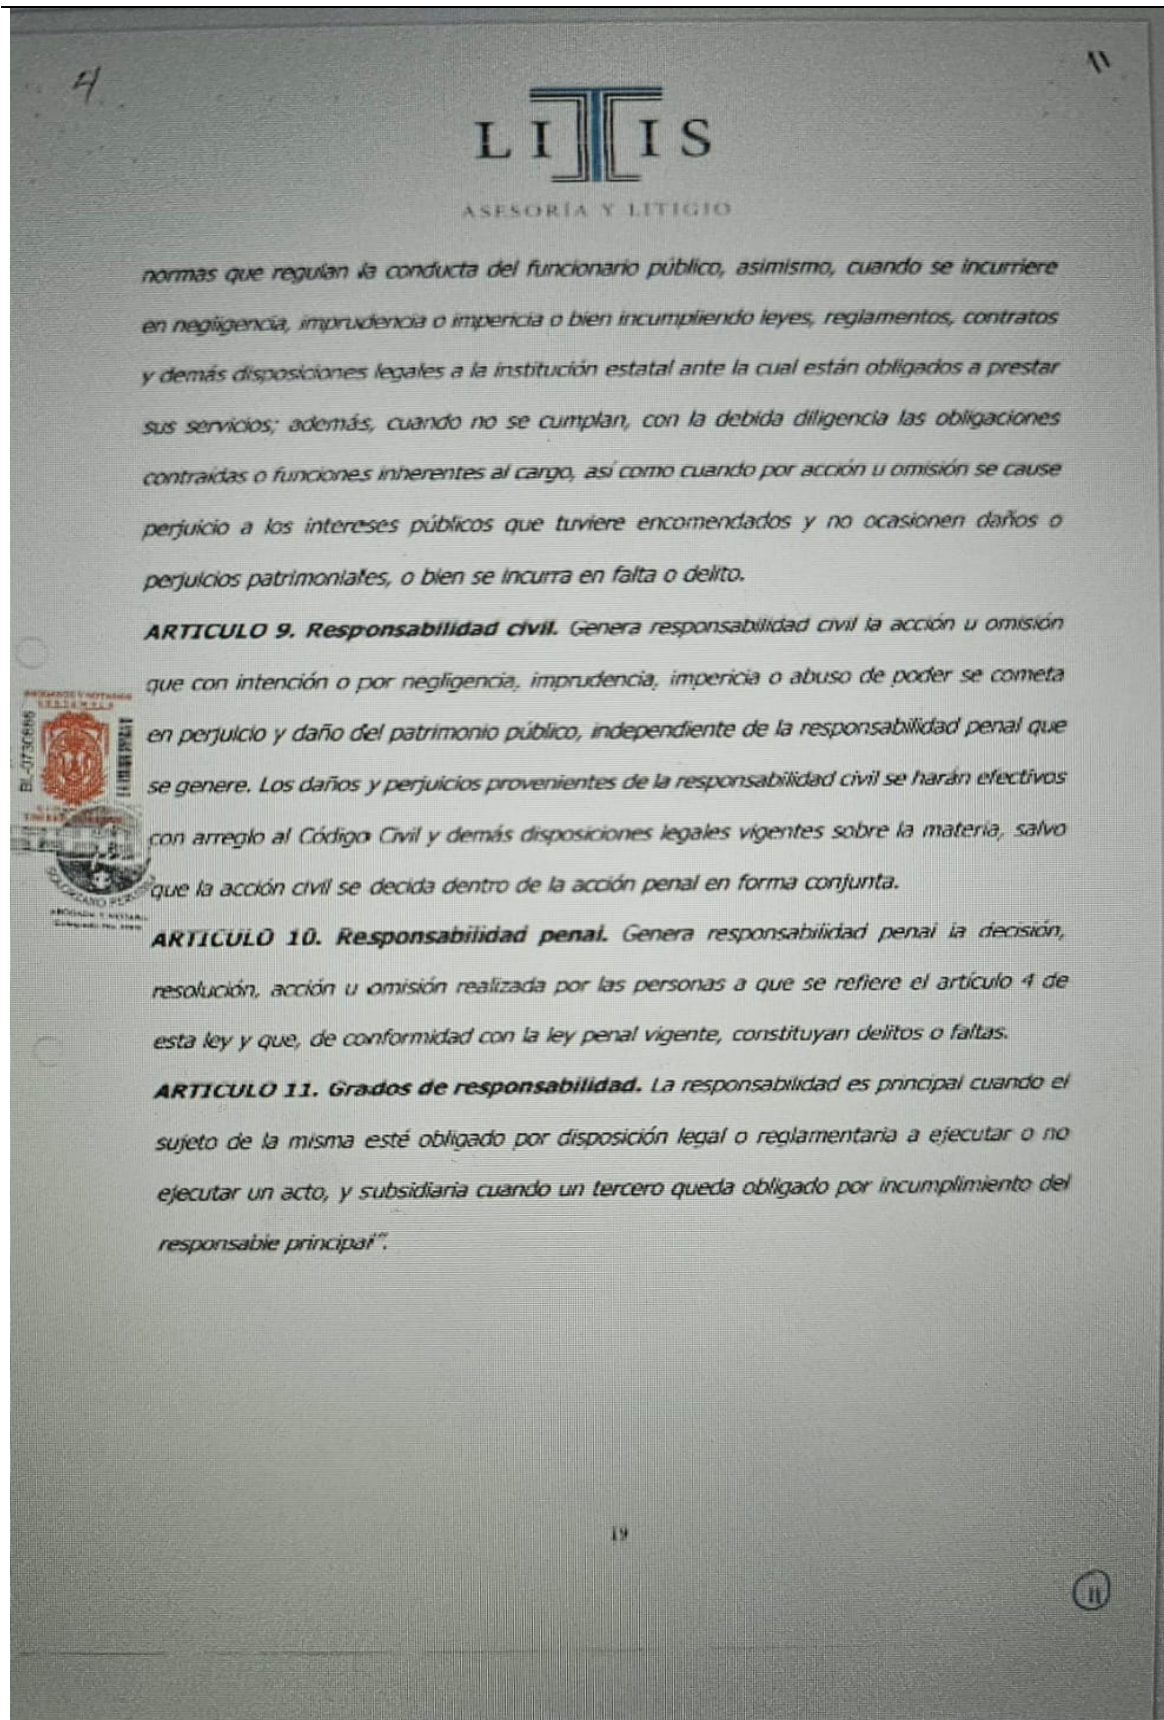 4
11
LITIS
ASESORÍA Y LITIGIO
normas que regulan la conducta del funcionario público, asimismo, cuando se incurriere
en negligencia, imprudencia o impericia o bien incumpliendo leyes, reglamentos, contratos
y demás disposiciones legales a la institución estatal ante la cual están obligados a prestar
sus servicios; además, cuando no se cumplan, con la debida diligencia las obligaciones
contraídas o funciones inherentes al cargo, así como cuando por acción u omisión se cause
perjuicio a los intereses públicos que tuviere encomendados y no ocasionen daños o
perjuicios patrimoniales, o bien se incurra en falta o delito.
ARTICULO 9. Responsabilidad civil. Genera responsabilidad civil la acción u omisión
que con intención o por negligencia, imprudencia, impericia o abuso de poder se cometa
en perjuicio y daño del patrimonio público, independiente de la responsabilidad penal que
se genere. Los daños y perjuicios provenientes de la responsabilidad civil se harán efectivos
con arreglo al Código Civil y demás disposiciones legales vigentes sobre la materia, salvo
que la acción civil se decida dentro de la acción penal en forma conjunta.
ARTICULO 10. Responsabilidad penal. Genera responsabilidad penal la decisión,
resolución, acción u omisión realizada por las personas a que se refiere el artículo 4 de
esta ley y que, de conformidad con la ley penal vigente, constituyan delitos o faltas.
ARTICULO 11. Grados de responsabilidad. La responsabilidad es principal cuando el
sujeto de la misma esté obligado por disposición legal o reglamentaria a ejecutar o no
ejecutar un acto, y subsidiaria cuando un tercero queda obligado por incumplimiento del
responsable principal”.
ABOGADOS Y NOTARIOS
GUATEMALA
BL-0730866
ABOGADA Y NOTARIA
19
11